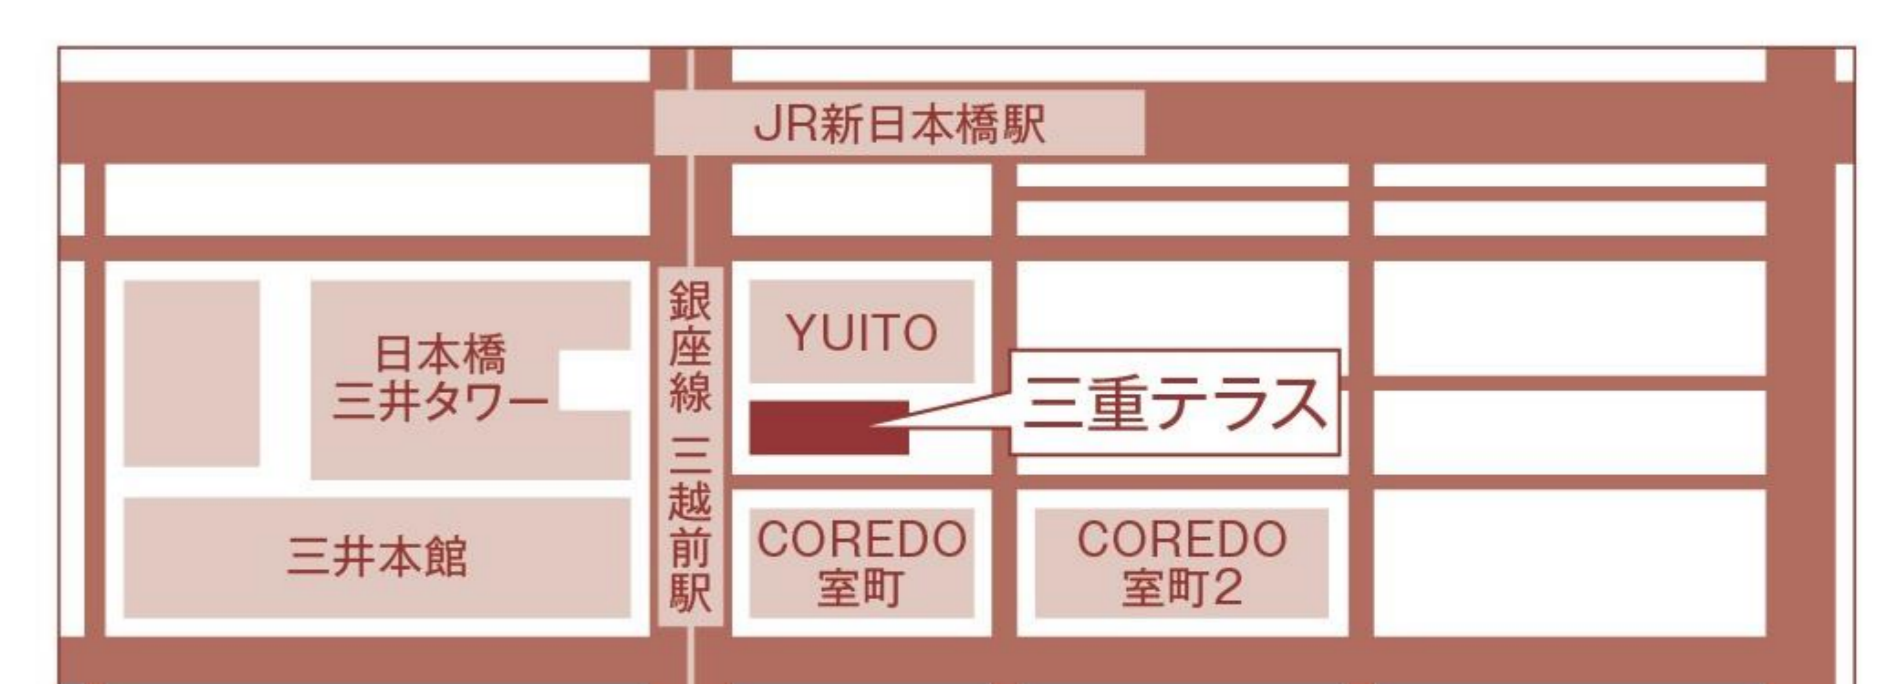 JR新日本橋駅
日本橋
三井タワー
三井本館
銀座線 三越前駅
YUITO
三重テラス
COREDO
室町
COREDO
室町2